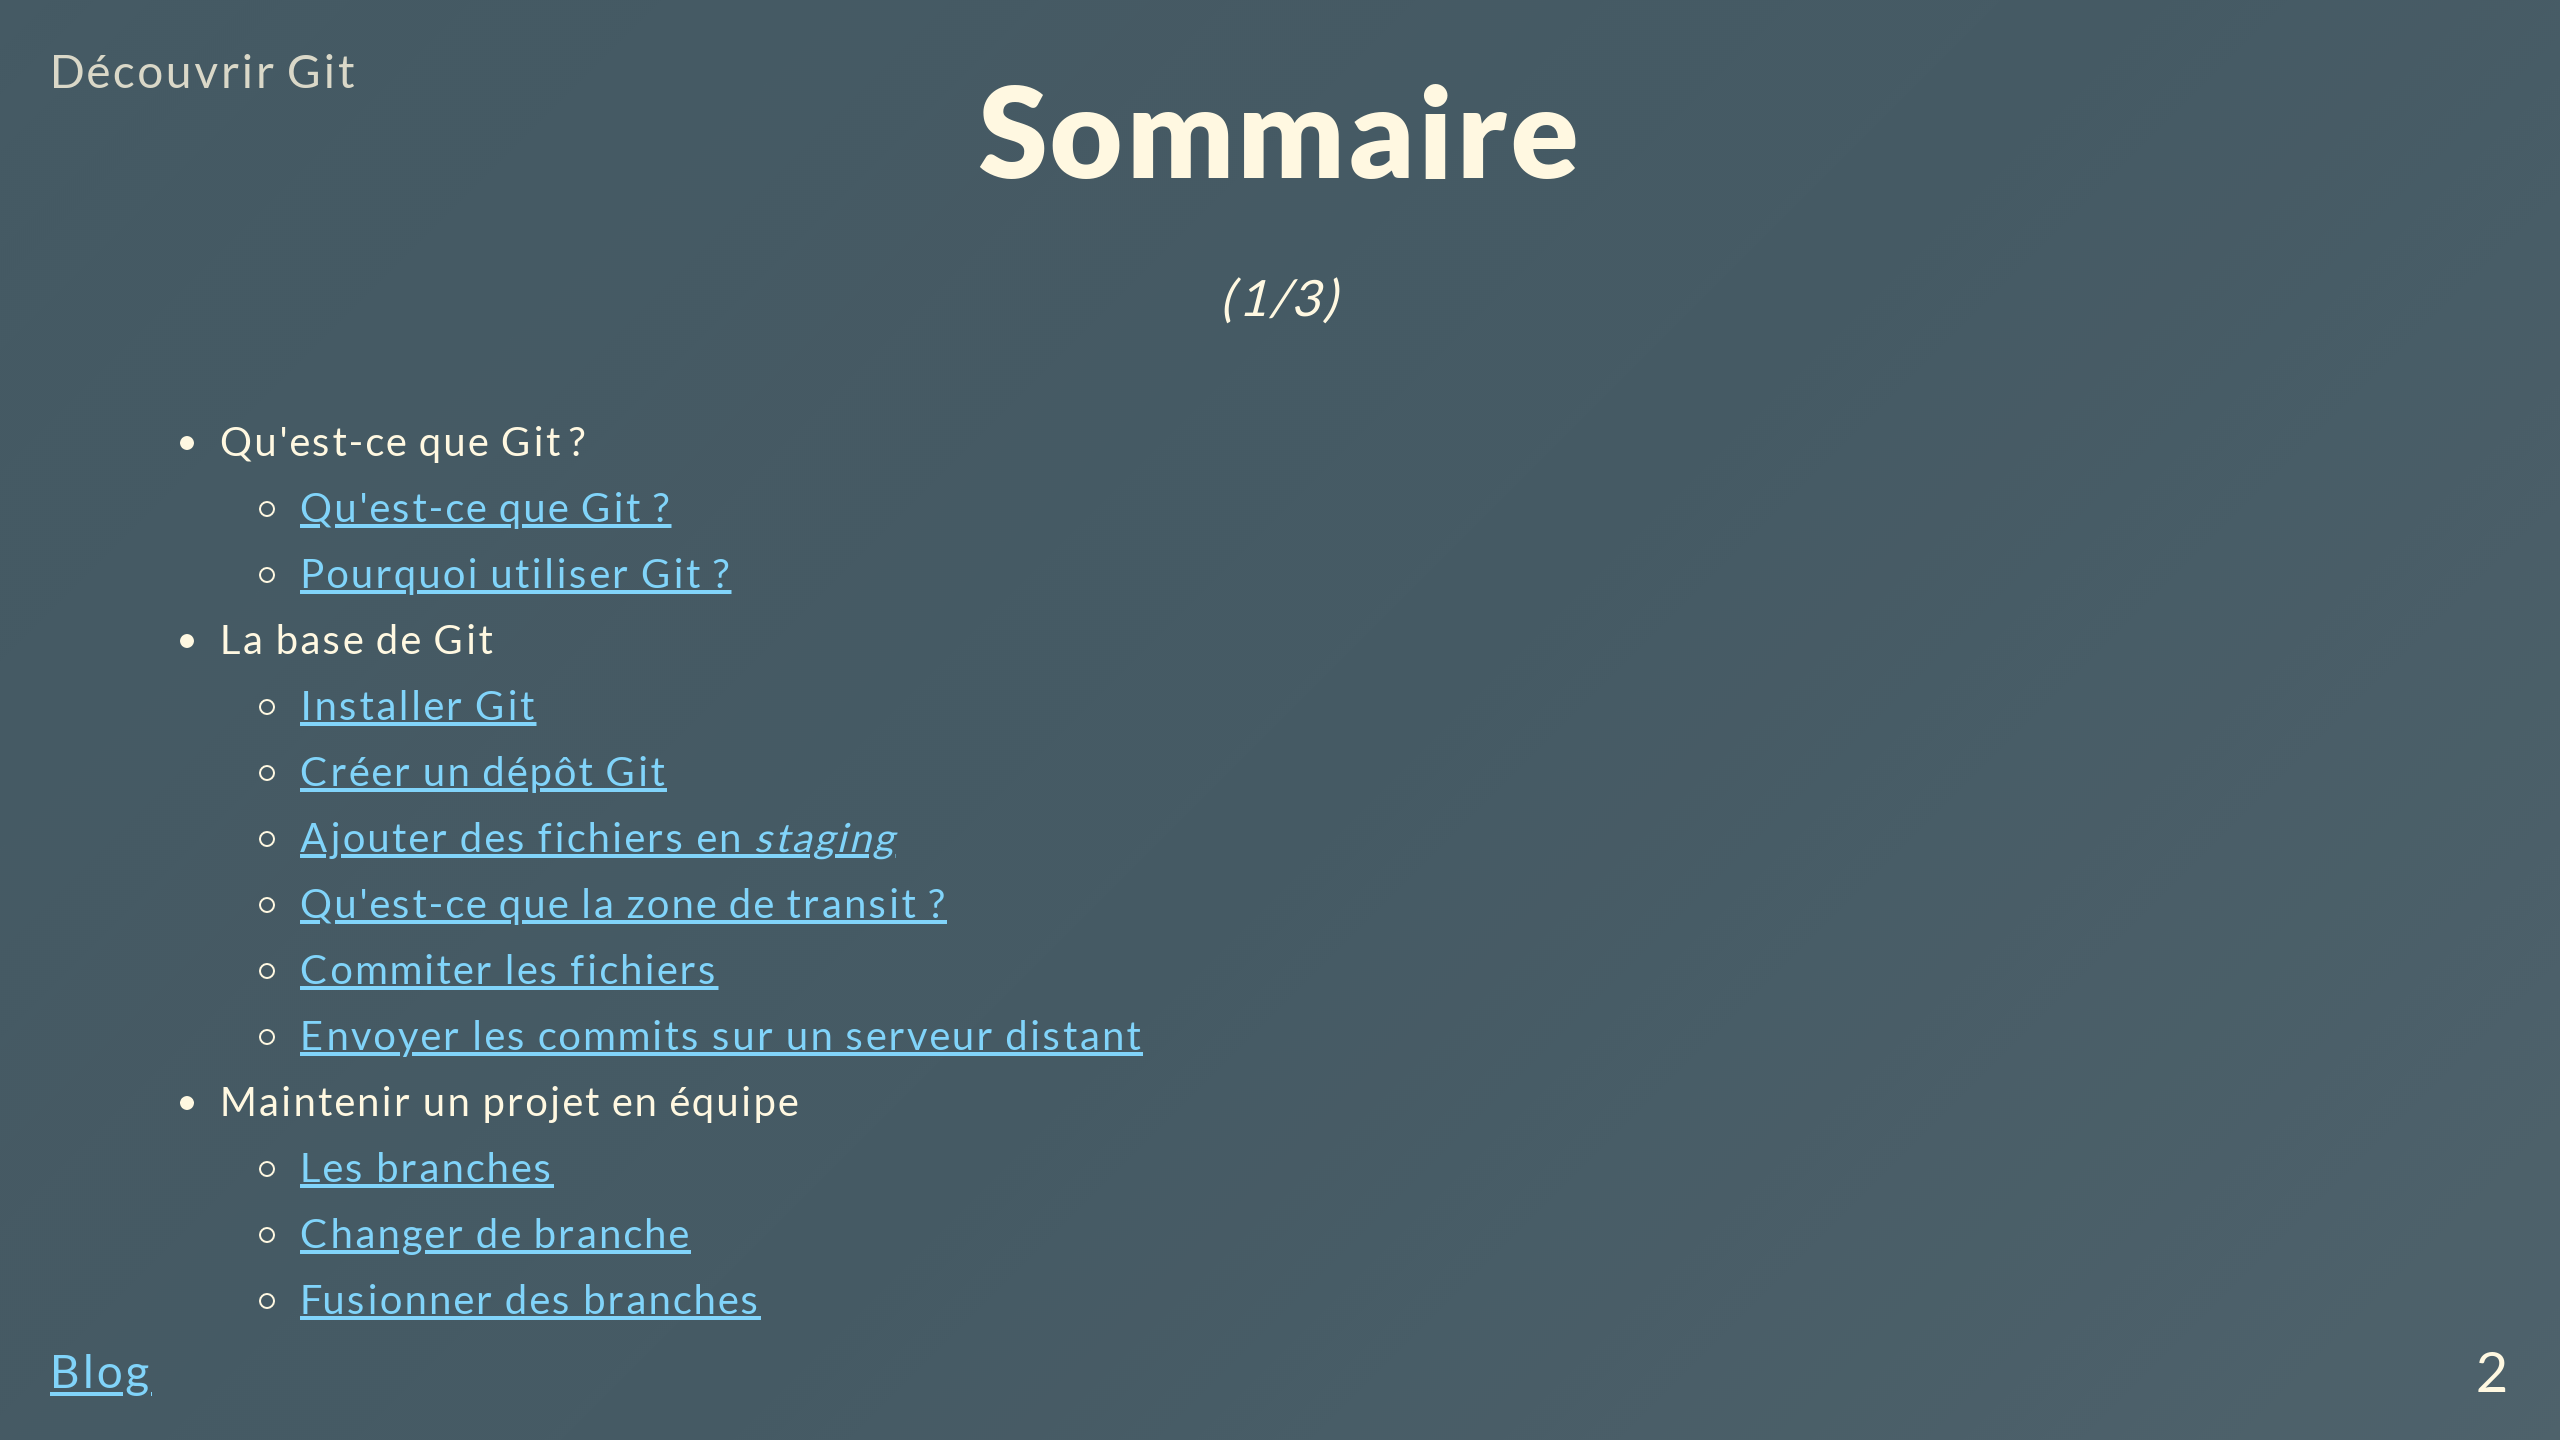 Découvrir Git
Sommaire
(1/3)
Qu'est-ce que Git ?
Qu'est-ce que Git ?
Pourquoi utiliser Git ?
La base de Git
Installer Git
Créer un dépôt Git
Ajouter des fichiers en staging
Qu'est-ce que la zone de transit ?
Commiter les fichiers
Envoyer les commits sur un serveur distant
Maintenir un projet en équipe
Les branches
Changer de branche
Fusionner des branches
Blog
2